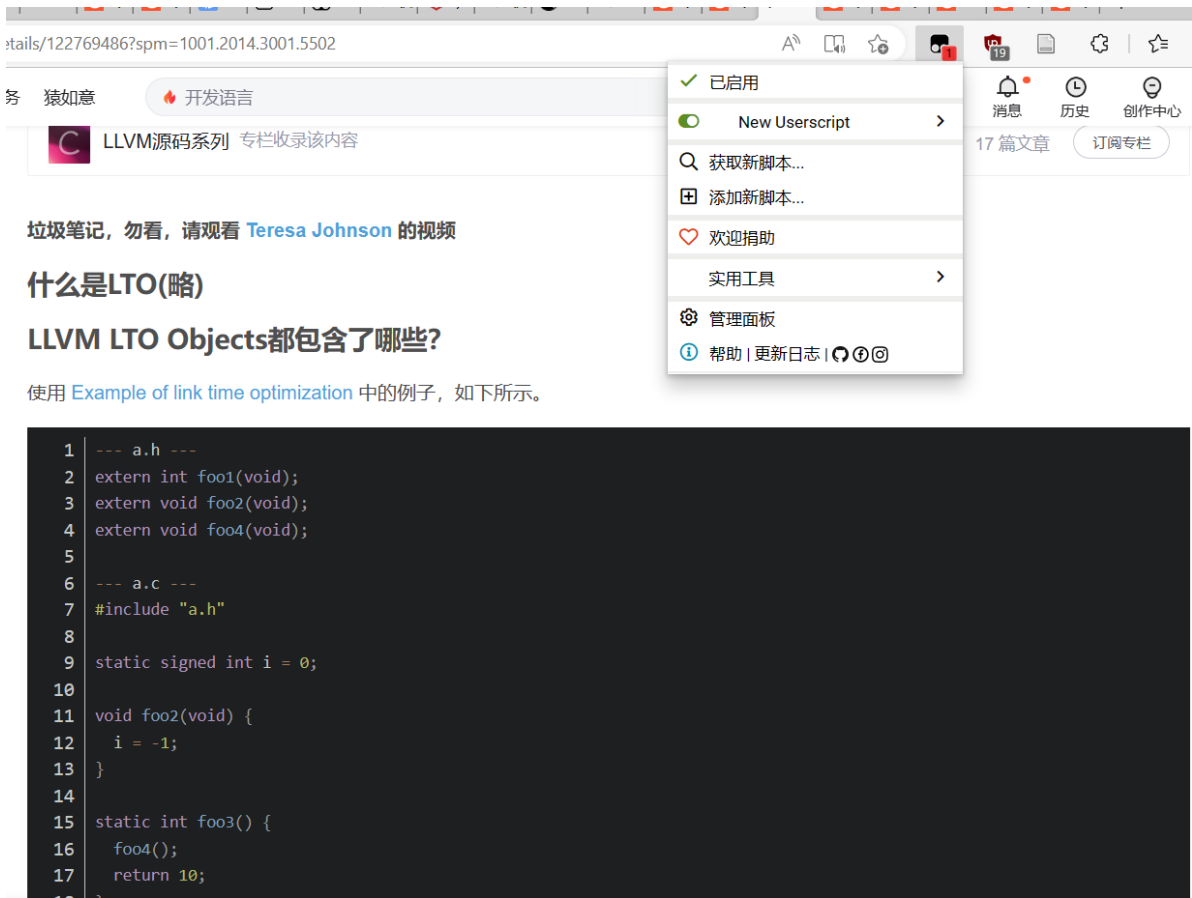 etails/122769486?spm=1001.2014.3001.5502
1
19
务 猿如意 开发语言
消息 历史 创作中心
LLVM源码系列 专栏收录该内容 17 篇文章 订阅专栏
已启用
New Userscript
获取新脚本...
添加新脚本...
欢迎捐助
实用工具
管理面板
帮助 | 更新日志 |
垃圾笔记，勿看，请观看 Teresa Johnson 的视频
什么是LTO(略)
LLVM LTO Objects都包含了哪些?
使用 Example of link time optimization 中的例子，如下所示。
1 --- a.h ---
2 extern int foo1(void);
3 extern void foo2(void);
4 extern void foo4(void);
5
6 --- a.c ---
7 #include "a.h"
8
9 static signed int i = 0;
10
11 void foo2(void) {
12 i = -1;
13 }
14
15 static int foo3() {
16 foo4();
17 return 10;